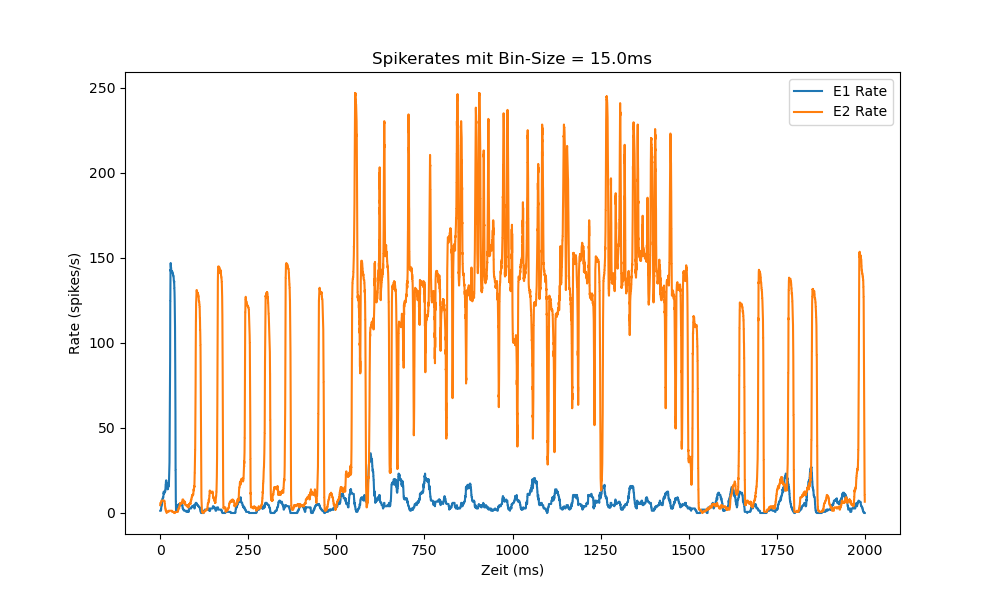 Spikerates mit Bin-Size = 15.0ms
E1 Rate
E2 Rate
250
200
150
100
50
0
Rate (spikes/s)
0 250 500 750 1000 1250 1500 1750 2000
Zeit (ms)